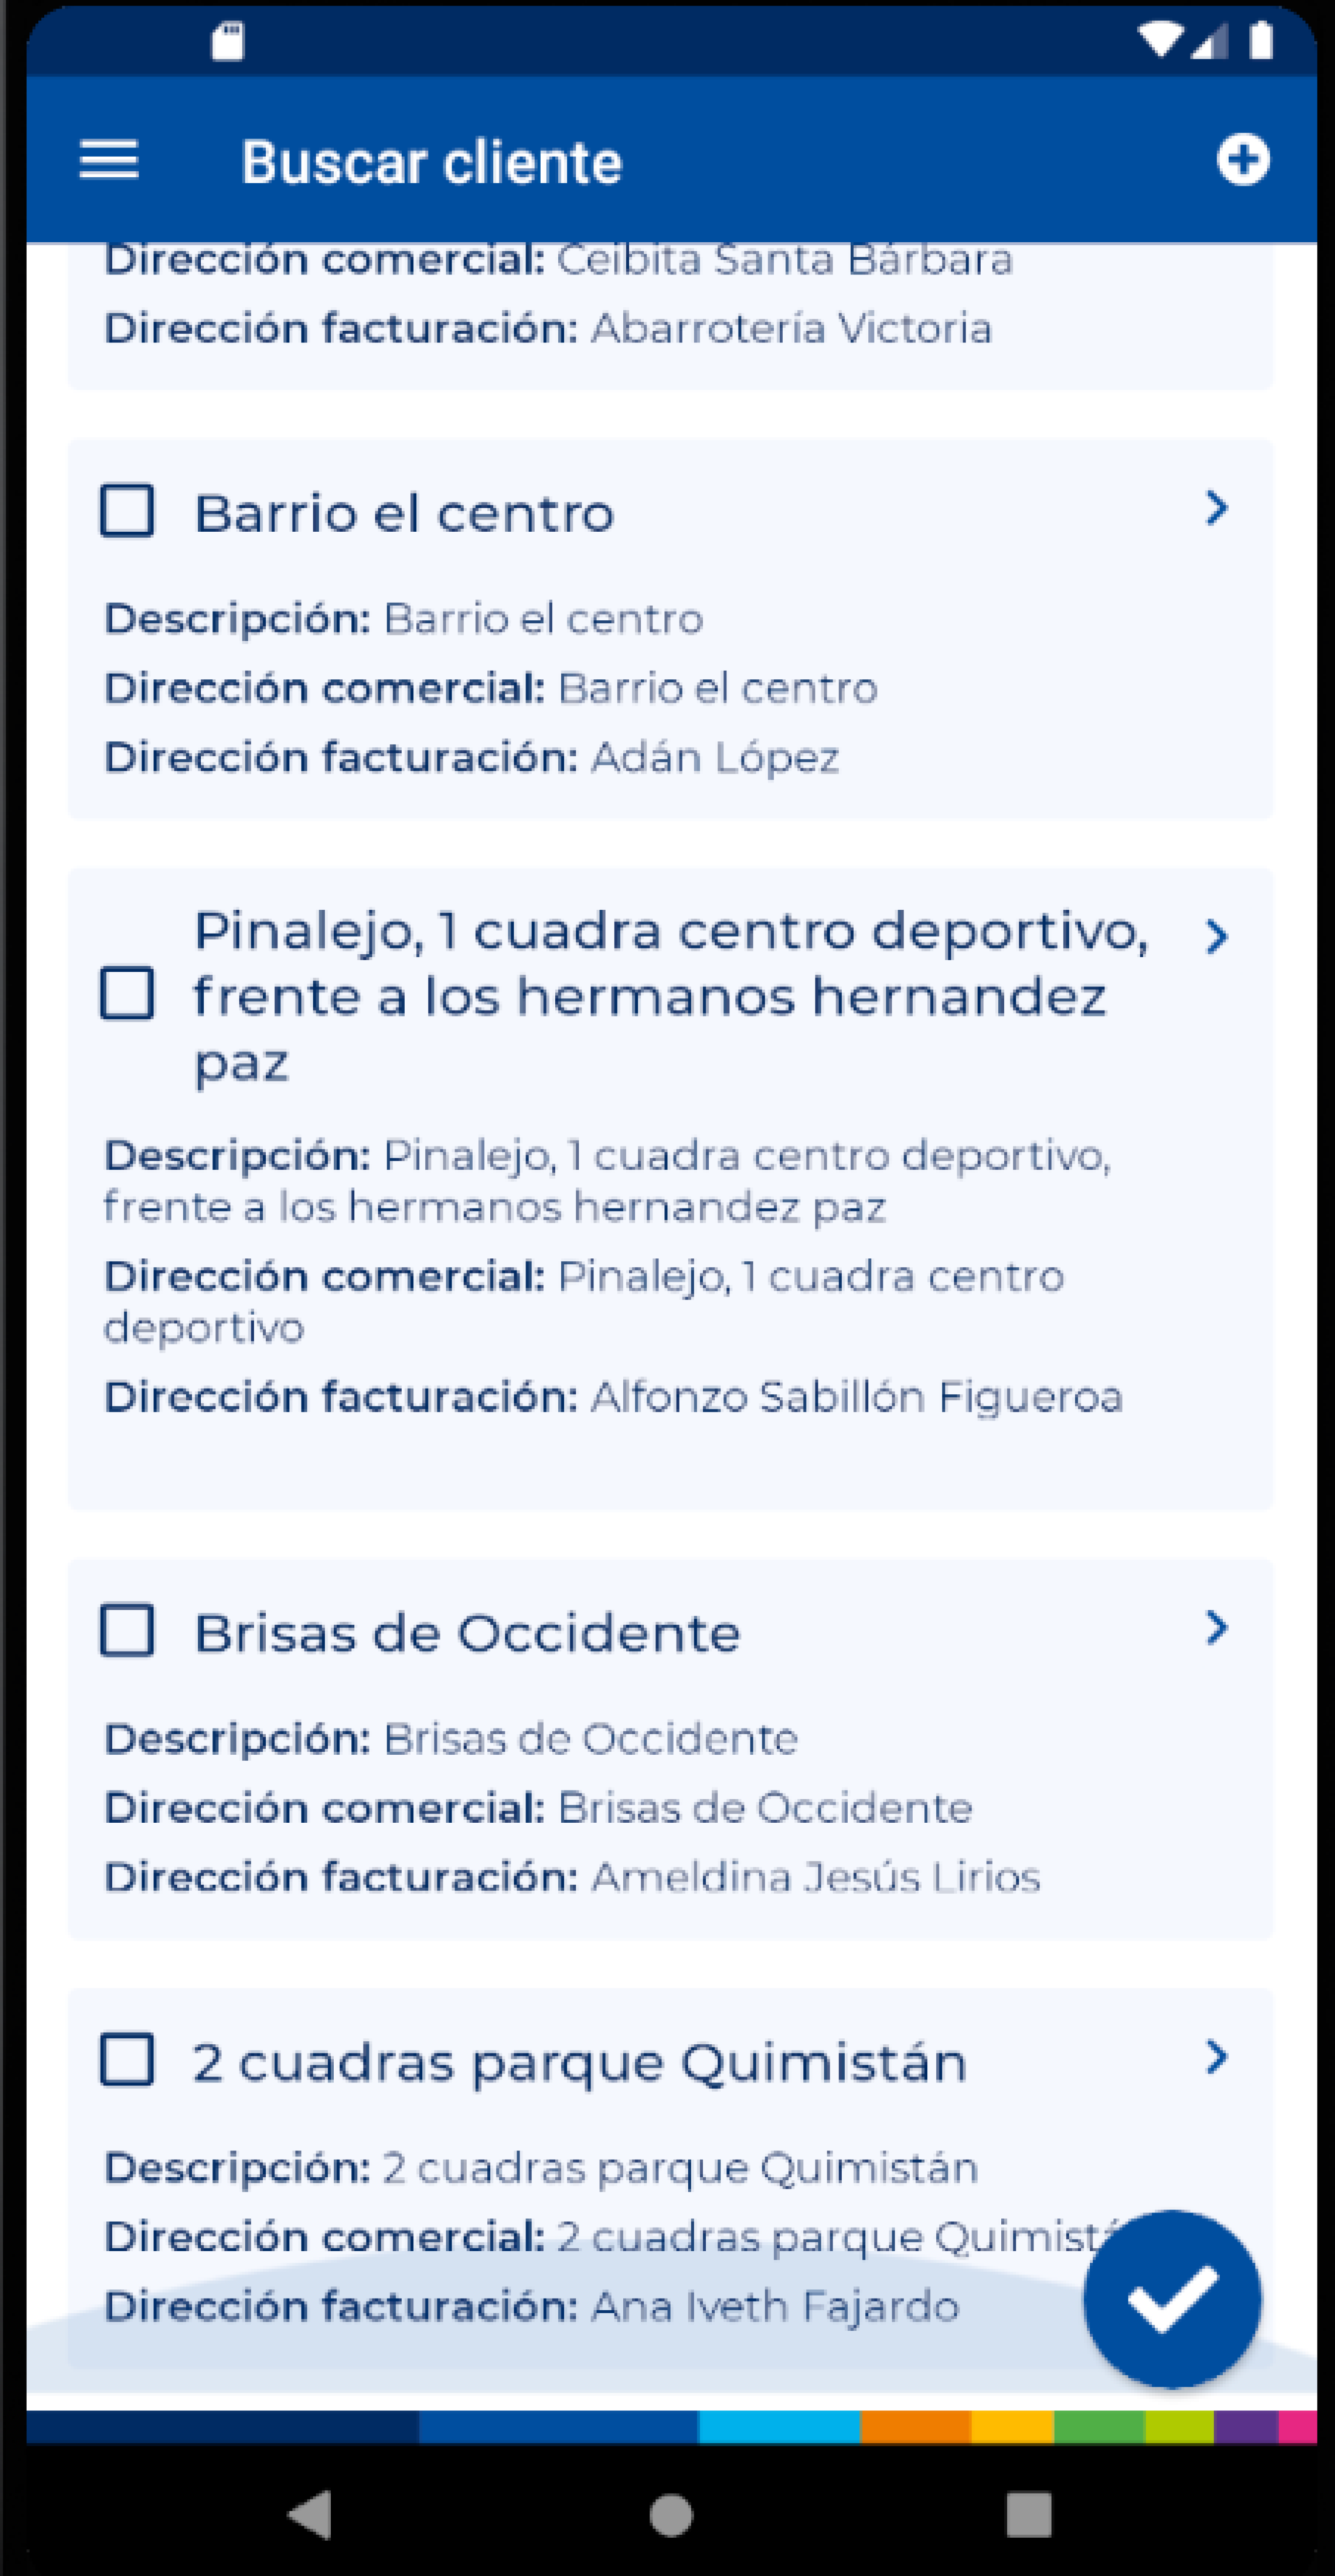 Buscar cliente
Dirección comercial: Ceibita Santa Bárbara
Dirección facturación: Abarrotería Victoria
Barrio el centro
Descripción: Barrio el centro
Dirección comercial: Barrio el centro
Dirección facturación: Adán López
Pinalejo, 1 cuadra centro deportivo,
frente a los hermanos hernandez
paz
Descripción: Pinalejo, 1 cuadra centro deportivo,
frente a los hermanos hernandez paz
Dirección comercial: Pinalejo, 1 cuadra centro
deportivo
Dirección facturación: Alfonzo Sabillón Figueroa
Brisas de Occidente
Descripción: Brisas de Occidente
Dirección comercial: Brisas de Occidente
Dirección facturación: Ameldina Jesús Lirios
2 cuadras parque Quimistán
Descripción: 2 cuadras parque Quimistán
Dirección comercial: 2 cuadras parque Quimistá
Dirección facturación: Ana Iveth Fajardo